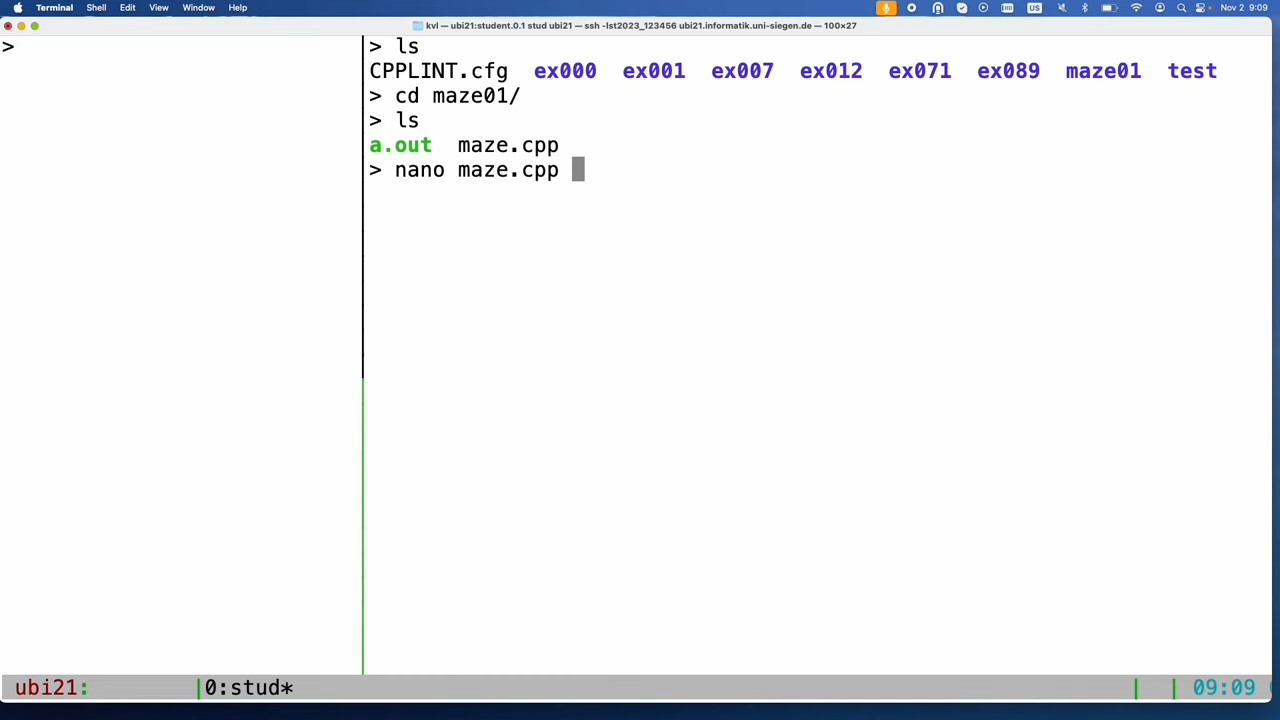 Terminal Shell Edit View Window Help
US
Nov 2 9:09
kvl — ubi21:student.0.1 stud ubi21 — ssh -lst2023_123456 ubi21.informatik.uni-siegen.de — 100×27
>
> ls
CPPLINT.cfg ex000 ex001 ex007 ex012 ex071 ex089 maze01 test
> cd maze01/
> ls
a.out maze.cpp
> nano maze.cpp
ubi21: |0:stud* | | 09:09